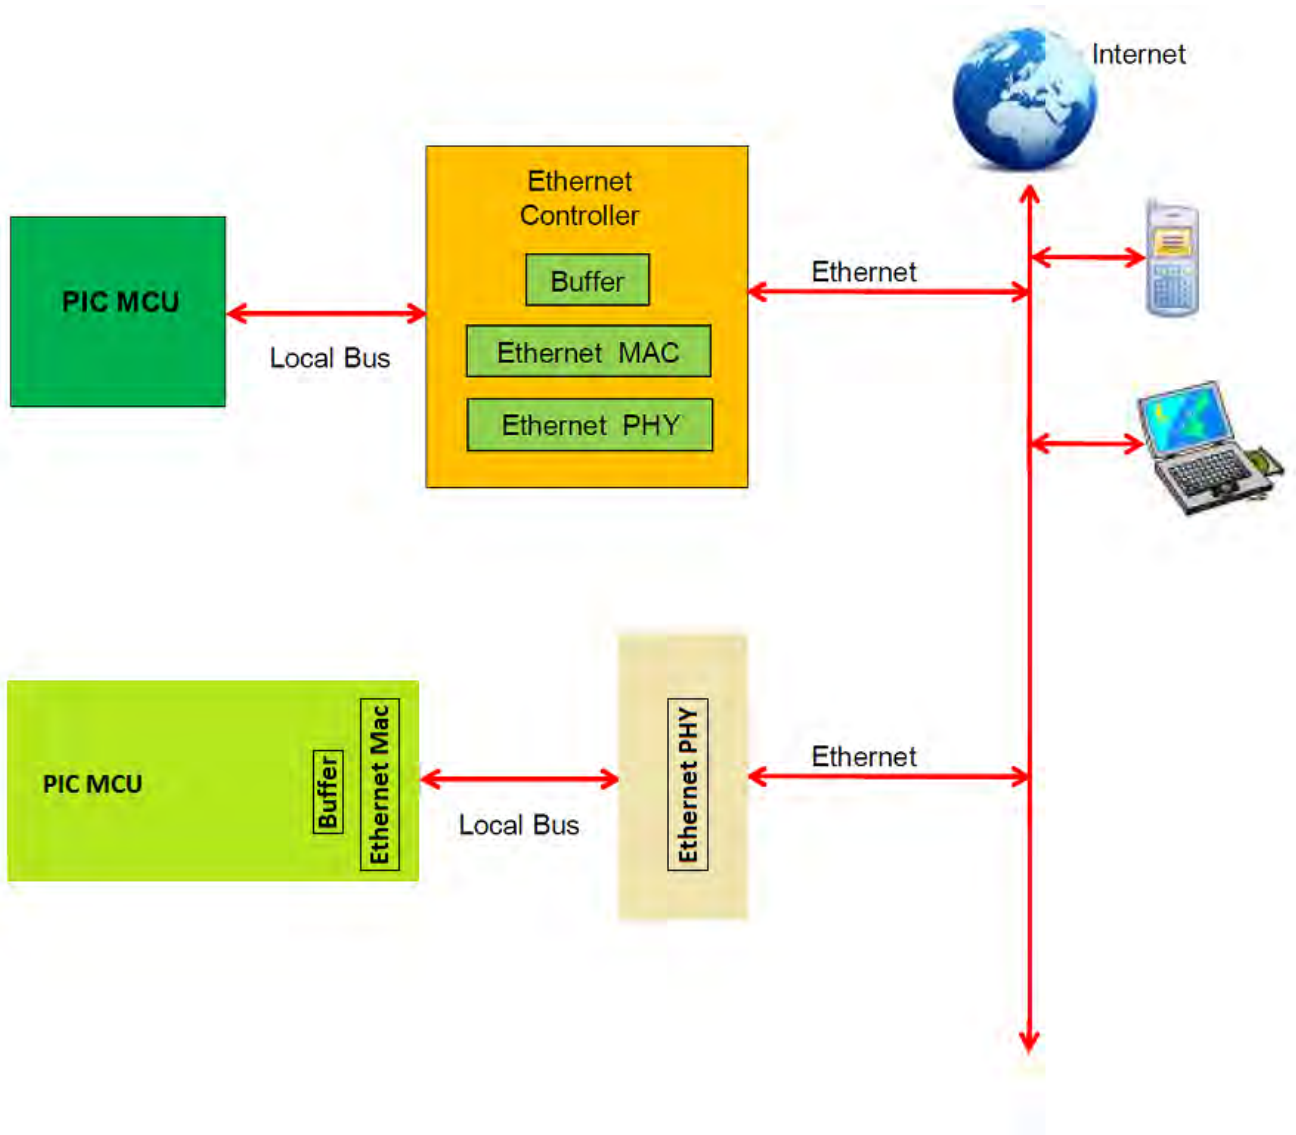 Internet
Ethernet
Controller
Buffer
Ethernet MAC
Ethernet PHY
PIC MCU
Local Bus
Ethernet
PIC MCU
Buffer
Ethernet Mac
Local Bus
Ethernet PHY
Ethernet